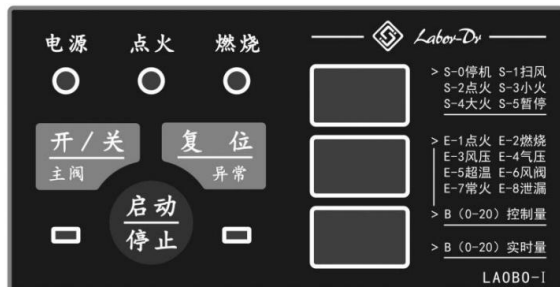 电源 点火 燃烧
Labor-Dr
> S-0停机 S-1扫风
S-2点火 S-3小火
S-4大火 S-5暂停
开/关
主阀
复 位
异常
> E-1点火 E-2燃烧
E-3风压 E-4气压
E-5超温 E-6风阀
E-7常火 E-8泄漏
启动
停止
> B (0-20) 控制量
> B (0-20) 实时量
LAOBO-I